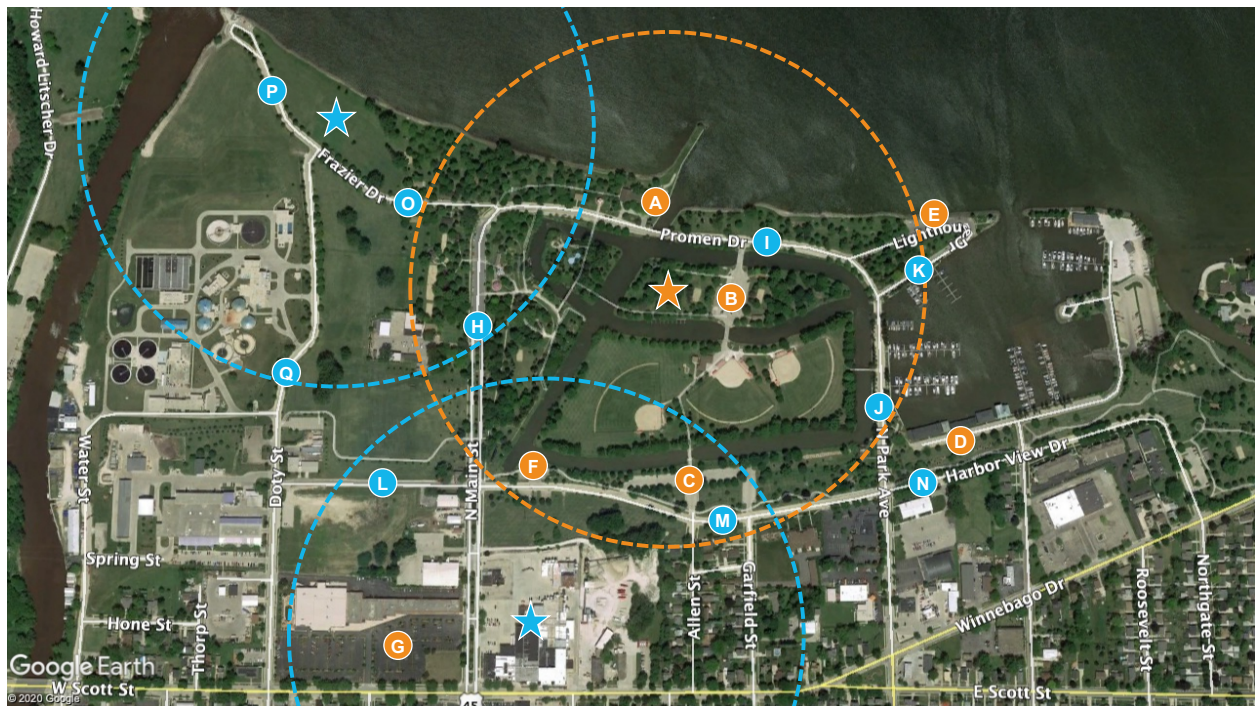 Howard Litscher Dr
P
Frazier Dr
O
A
E
Promen Dr
I
Lighthouse
Ct
K
B
H
Q
J
D
F
Harbor View Dr
L
C
N
M
Water St
Doty St
N Main St
N Park Ave
Spring St
Hone St
Thorp St
G
Allen St
Garfield St
Winnebago Dr
Roosevelt St
Northgate St
Google Earth
W Scott St
© 2020 Google
45
E Scott St